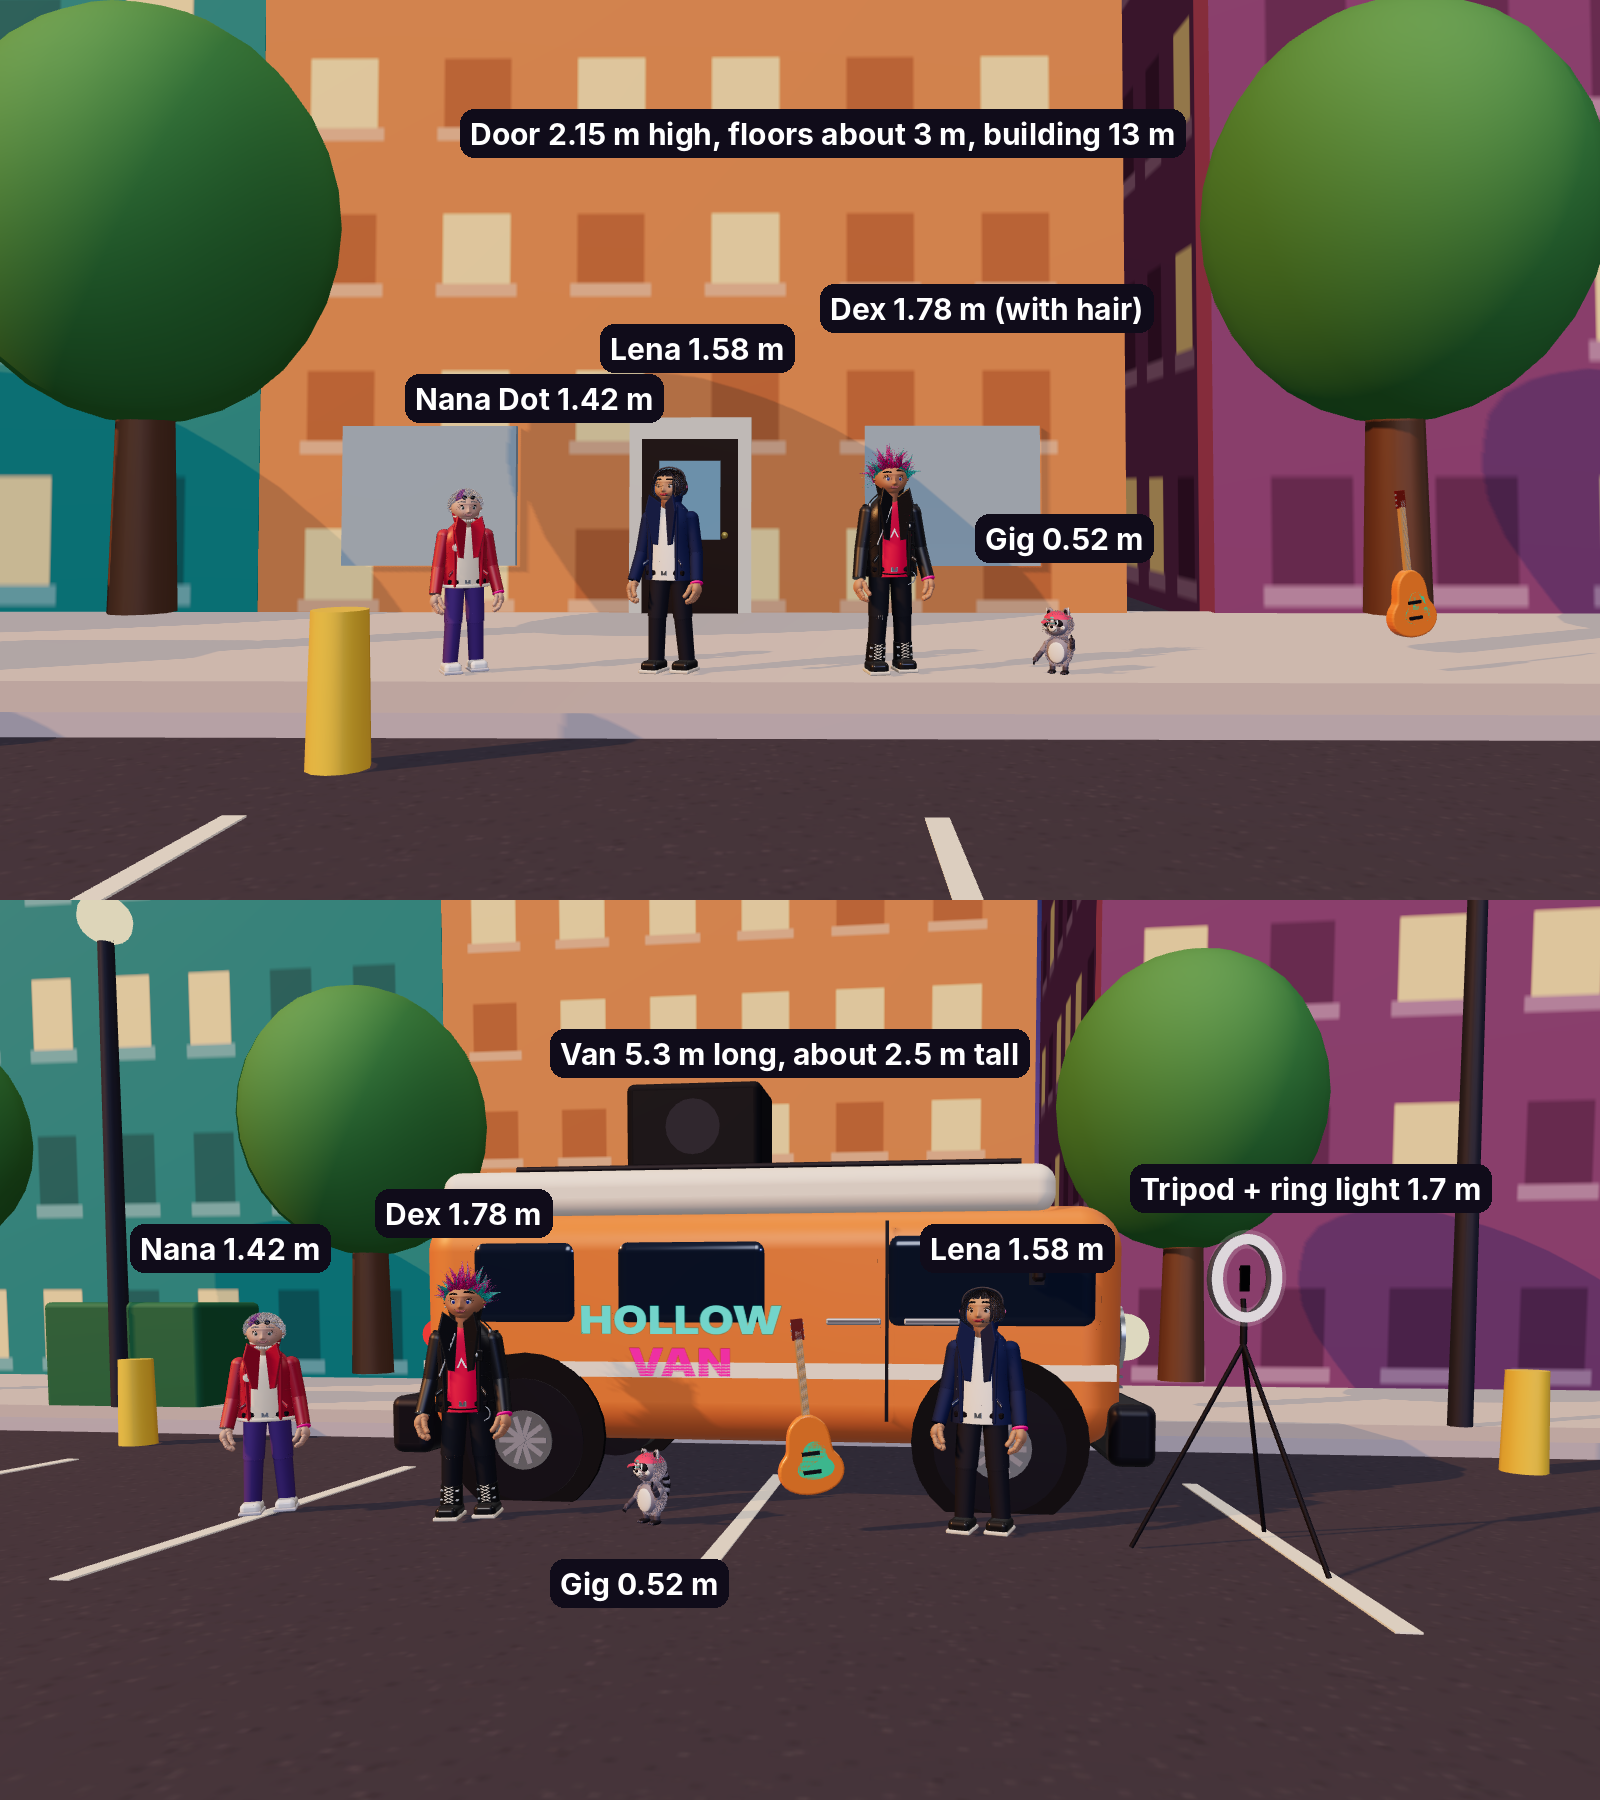 Door 2.15 m high, floors about 3 m, building 13 m
Dex 1.78 m (with hair)
Lena 1.58 m
Nana Dot 1.42 m
Gig 0.52 m
Van 5.3 m long, about 2.5 m tall
Tripod + ring light 1.7 m
Dex 1.78 m
Nana 1.42 m
Lena 1.58 m
HOLLOW
VAN
Gig 0.52 m